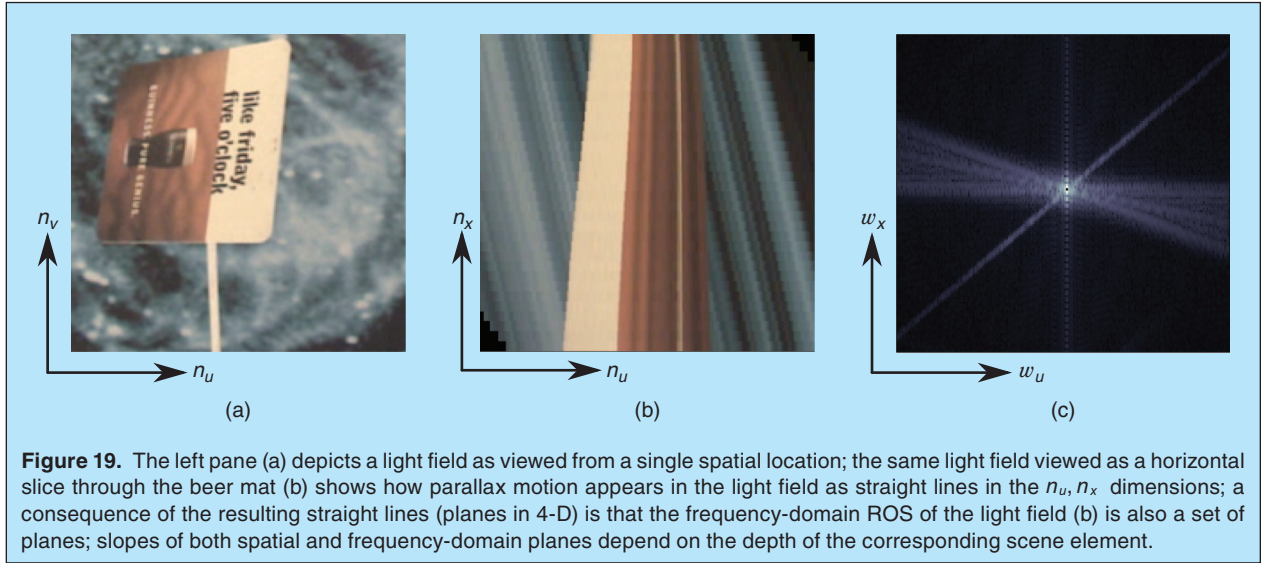 like friday,
five o'clock
GUINNESS PURE GENIUS
n_v
n_u
(a)
n_x
n_u
(b)
w_x
w_u
(c)
Figure 19. The left pane (a) depicts a light field as viewed from a single spatial location; the same light field viewed as a horizontal
slice through the beer mat (b) shows how parallax motion appears in the light field as straight lines in the n_u, n_x dimensions; a
consequence of the resulting straight lines (planes in 4-D) is that the frequency-domain ROS of the light field (b) is also a set of
planes; slopes of both spatial and frequency-domain planes depend on the depth of the corresponding scene element.